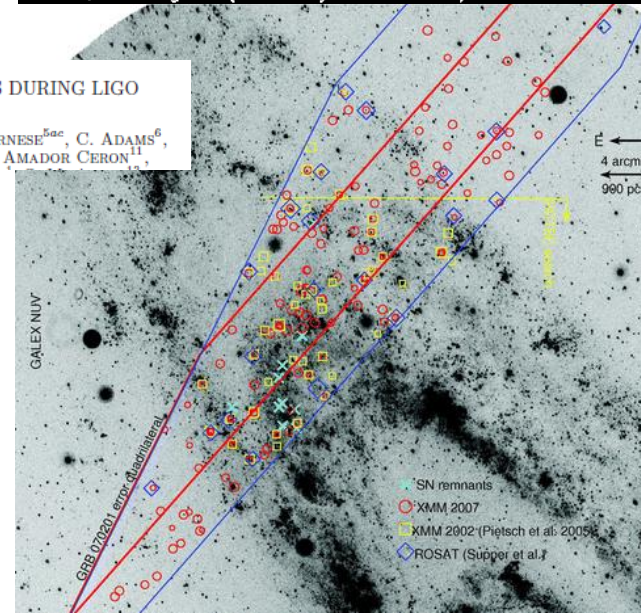 S DURING LIGO
RNESE5ac, C. ADAMS6,
AMADOR CERON11,
E
4 arcm
900 pc
GALEX NUV
GRB 070201 error quadrilateral
SN remnants
XMM 2007
XMM 2002 (Pietsch et al. 2005)
ROSAT (Supper et al.)